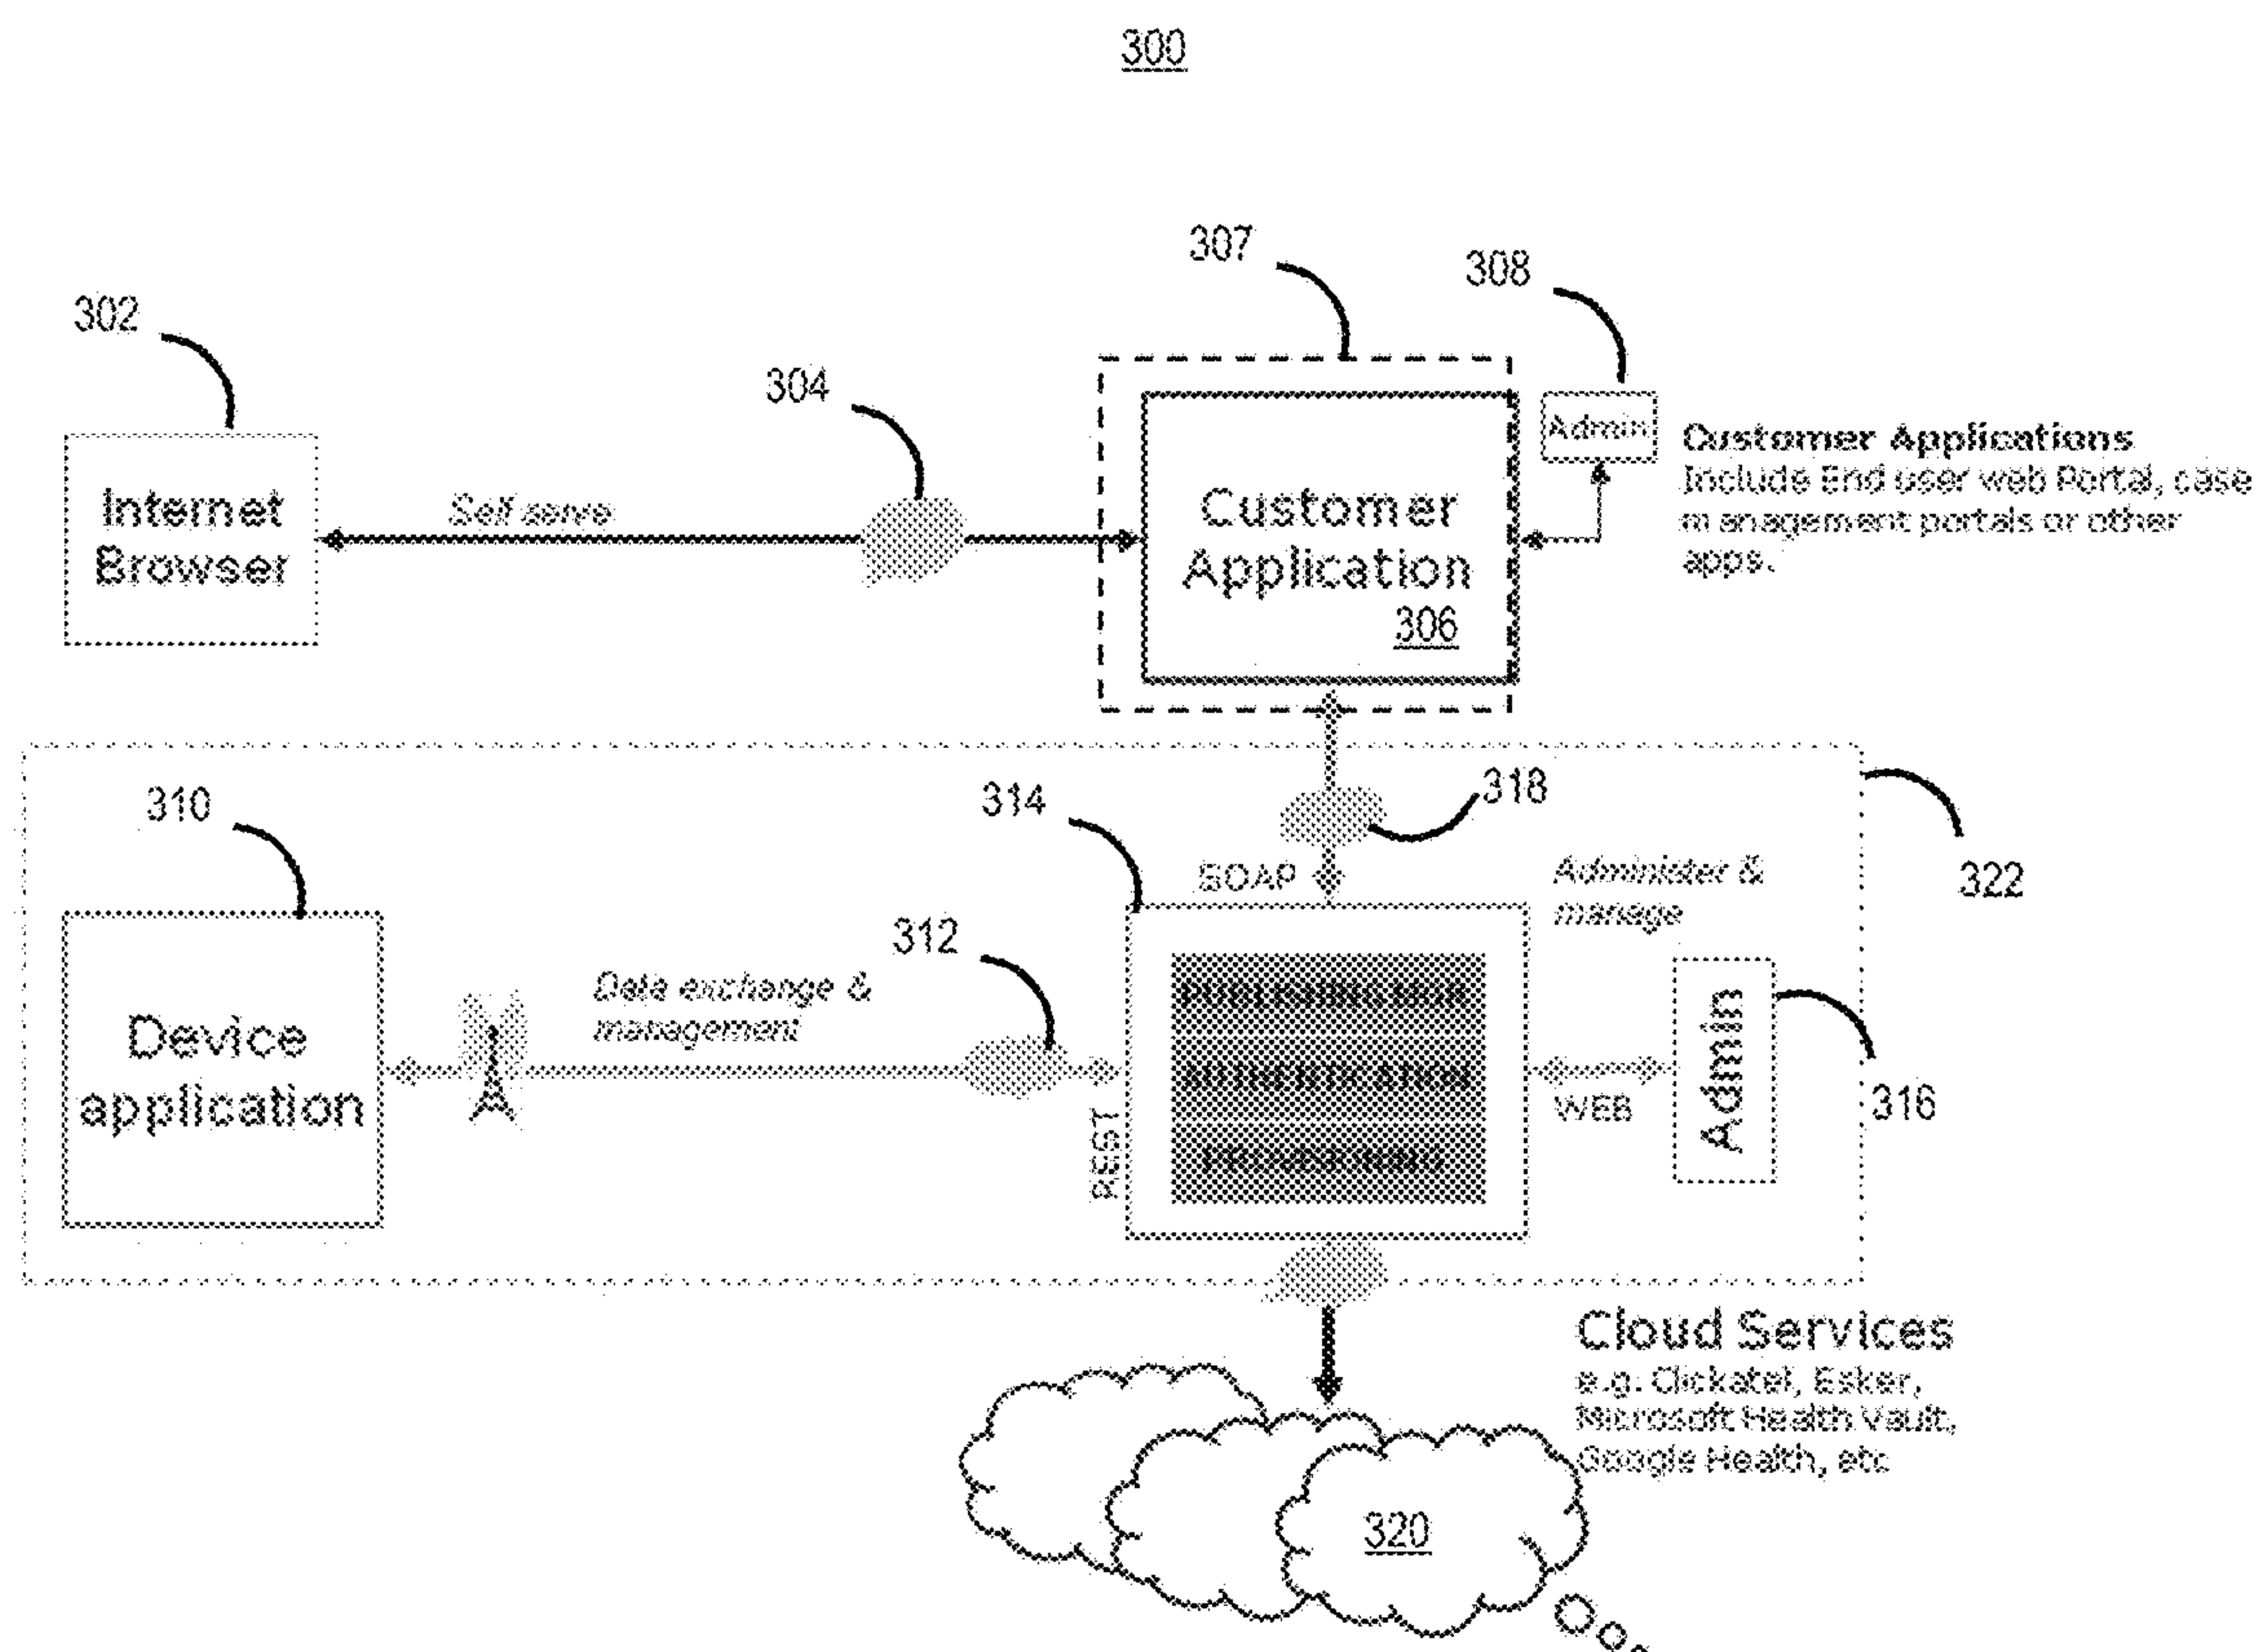 300
307
308
302
304
Admin
Customer Applications
Include End user web Portal, case
management portals or other
apps.
Internet
Browser
Self serve
Customer
Application
306
310
314
318
322
SOAP
Administer &
manage
312
Data exchange &
management
Device
application
REST
WEB
Admin
316
Cloud Services
e.g. Clickatel, Esker,
Microsoft Health Vault,
Google Health, etc
320